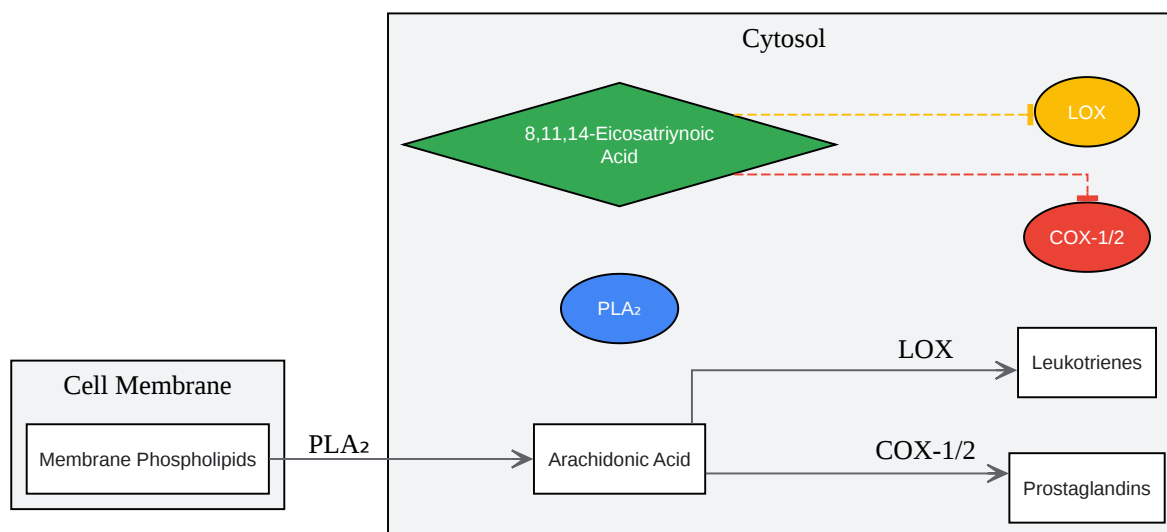 Cytosol
8,11,14-Eicosatriynoic
Acid
LOX
COX-1/2
PLA₂
LOX
Leukotrienes
Cell Membrane
Membrane Phospholipids
PLA₂
Arachidonic Acid
COX-1/2
Prostaglandins